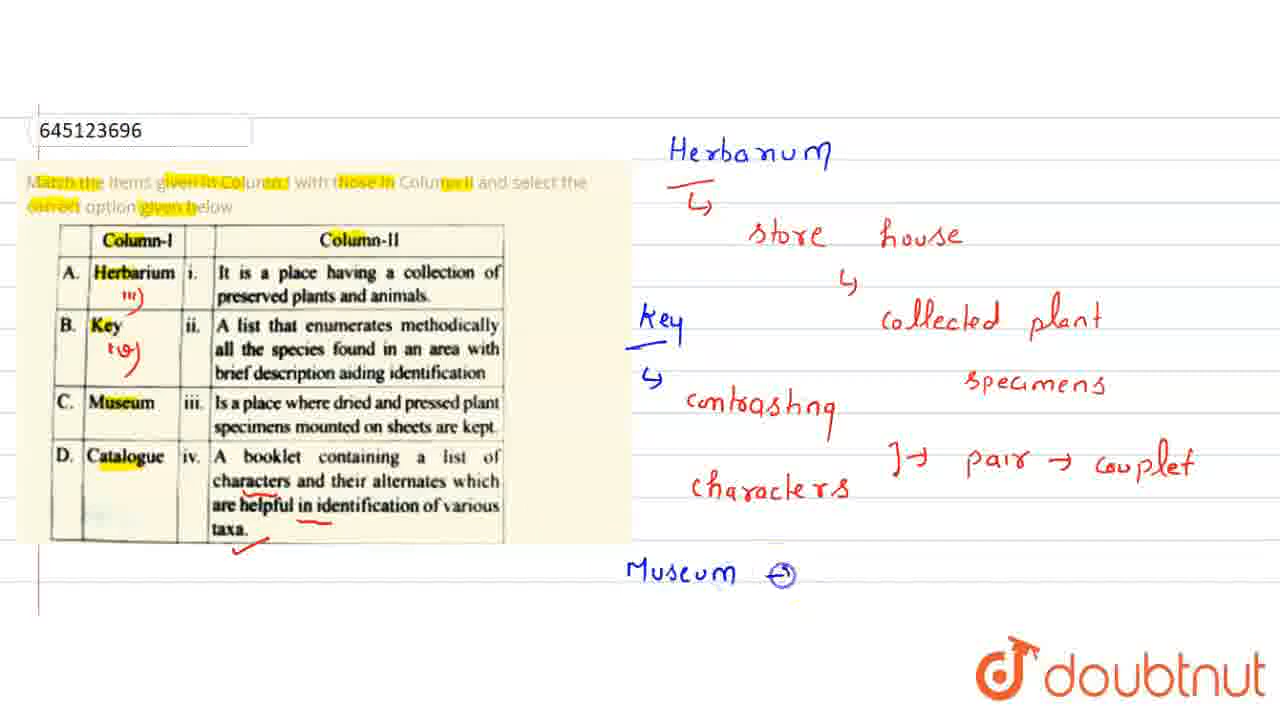 645123696
Match the items given in Column I with those in Column II and select the
correct option given below
Column-I Column-II
A. Herbarium i. It is a place having a collection of
preserved plants and animals.
iii)
B. Key ii. A list that enumerates methodically
all the species found in an area with
brief description aiding identification
iv)
C. Museum iii. Is a place where dried and pressed plant
specimens mounted on sheets are kept.
D. Catalogue iv. A booklet containing a list of
characters and their alternates which
are helpful in identification of various
taxa.
Herbarium
store house
collected plant
specimens
Key
contrasting
characters
pair → couplet
Museum →
doubtnut